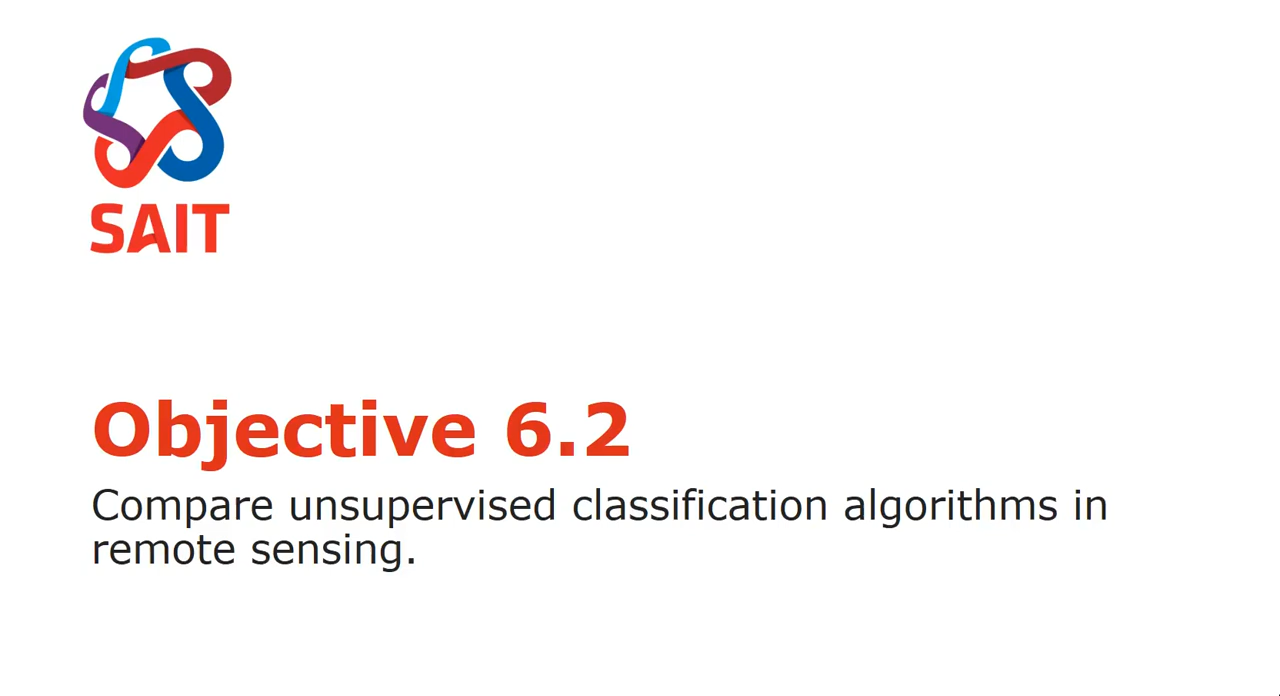 SAIT
Objective 6.2
Compare unsupervised classification algorithms in
remote sensing.